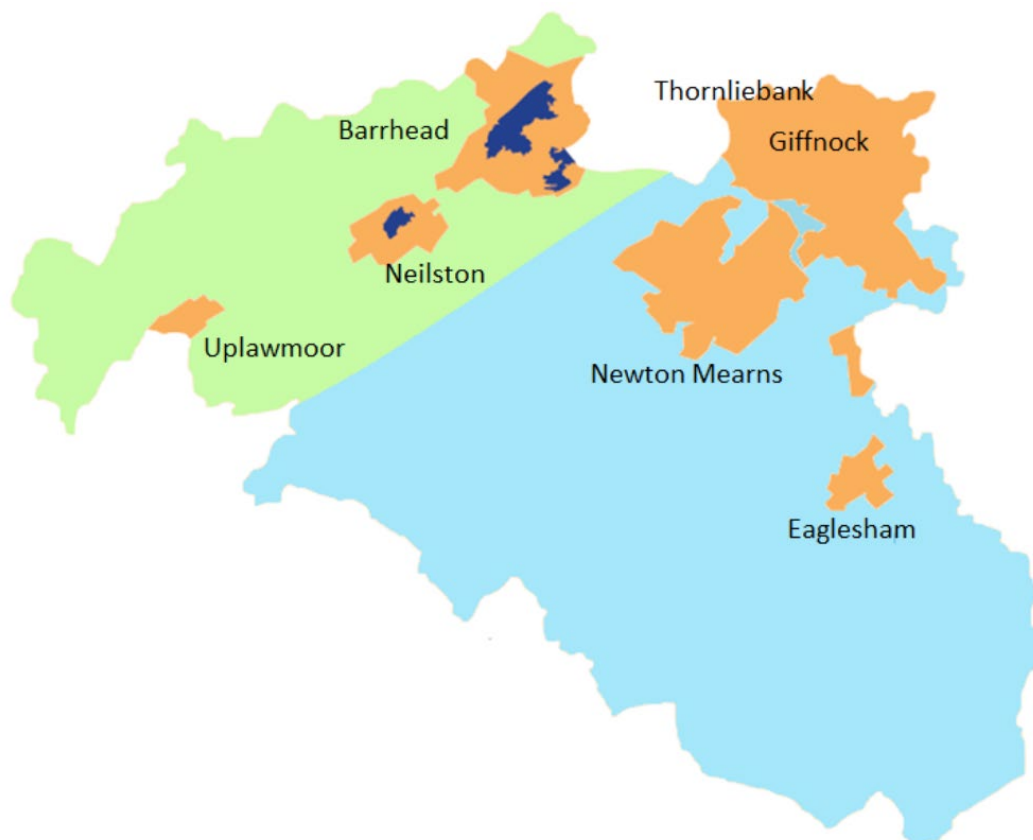 Thornliebank
Barrhead
Giffnock
Neilston
Uplawmoor
Newton Mearns
Eaglesham